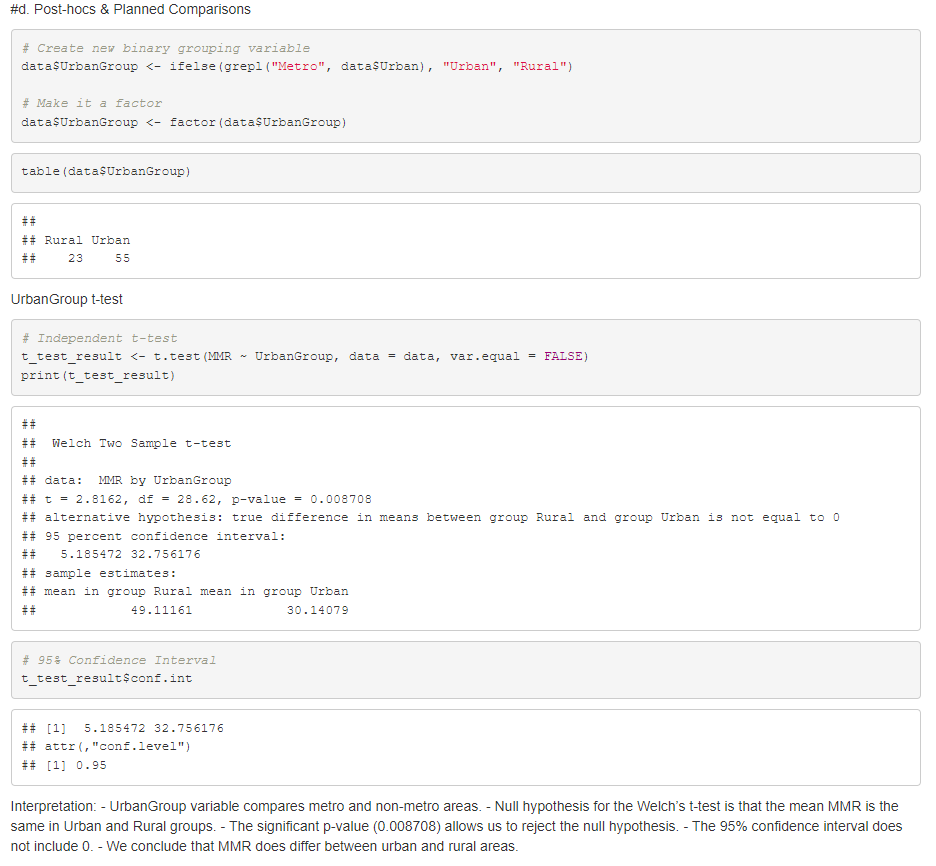 #d. Post-hocs & Planned Comparisons
# Create new binary grouping variable
data$UrbanGroup <- ifelse(grepl("Metro", data$Urban), "Urban", "Rural")
# Make it a factor
data$UrbanGroup <- factor(data$UrbanGroup)
table(data$UrbanGroup)
##
## Rural Urban
##    23    55
UrbanGroup t-test
# Independent t-test
t_test_result <- t.test(MMR ~ UrbanGroup, data = data, var.equal = FALSE)
print(t_test_result)
##
##  Welch Two Sample t-test
##
## data:  MMR by UrbanGroup
## t = 2.8162, df = 28.62, p-value = 0.008708
## alternative hypothesis: true difference in means between group Rural and group Urban is not equal to 0
## 95 percent confidence interval:
##   5.185472 32.756176
## sample estimates:
## mean in group Rural mean in group Urban
##            49.11161            30.14079
# 95% Confidence Interval
t_test_result$conf.int
## [1]  5.185472 32.756176
## attr(,"conf.level")
## [1] 0.95
Interpretation: - UrbanGroup variable compares metro and non-metro areas. - Null hypothesis for the Welch's t-test is that the mean MMR is the
same in Urban and Rural groups. - The significant p-value (0.008708) allows us to reject the null hypothesis. - The 95% confidence interval does
not include 0. - We conclude that MMR does differ between urban and rural areas.